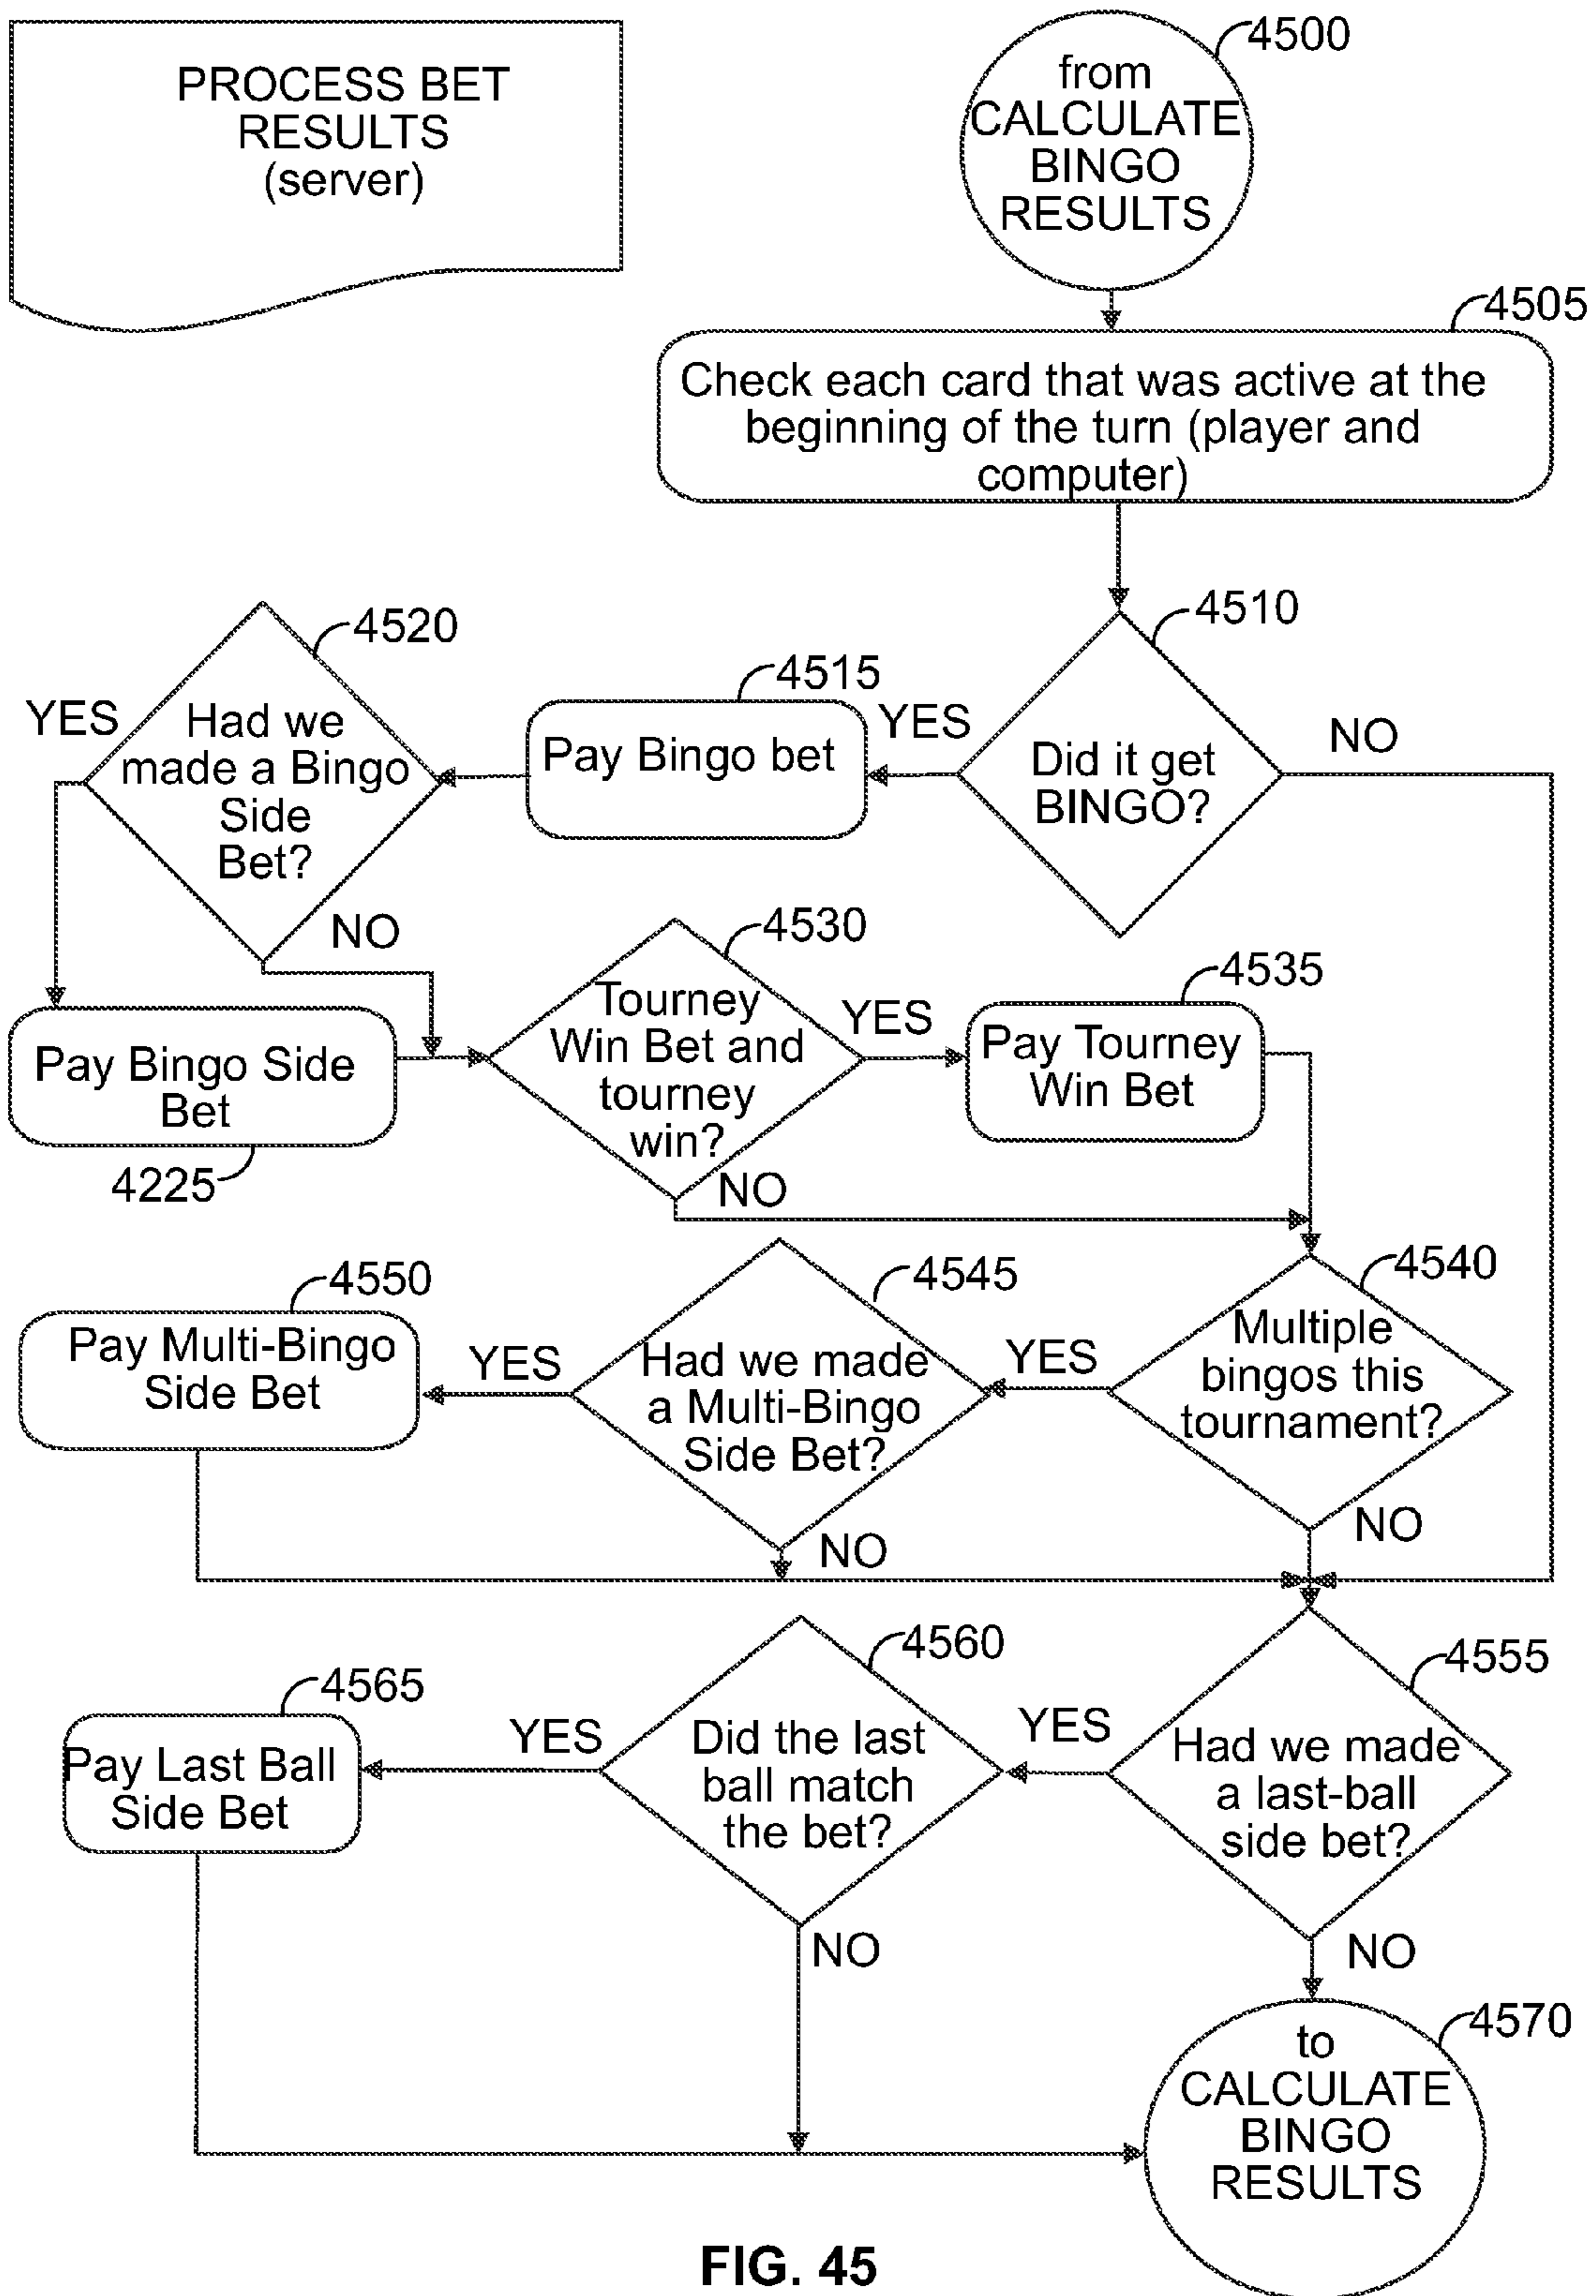 PROCESS BET
RESULTS
(server)
4500
from
CALCULATE
BINGO
RESULTS
4505
Check each card that was active at the
beginning of the turn (player and
computer)
4510
Did it get
BINGO?
YES
NO
4515
Pay Bingo bet
4520
Had we
made a Bingo
Side
Bet?
YES
NO
Pay Bingo Side
Bet
4225
4530
Tourney
Win Bet and
tourney
win?
YES
NO
4535
Pay Tourney
Win Bet
4540
Multiple
bingos this
tournament?
YES
NO
4545
Had we made
a Multi-Bingo
Side Bet?
YES
NO
4550
Pay Multi-Bingo
Side Bet
4555
Had we made
a last-ball
side bet?
YES
NO
4560
Did the last
ball match
the bet?
YES
NO
4565
Pay Last Ball
Side Bet
4570
to
CALCULATE
BINGO
RESULTS
FIG. 45